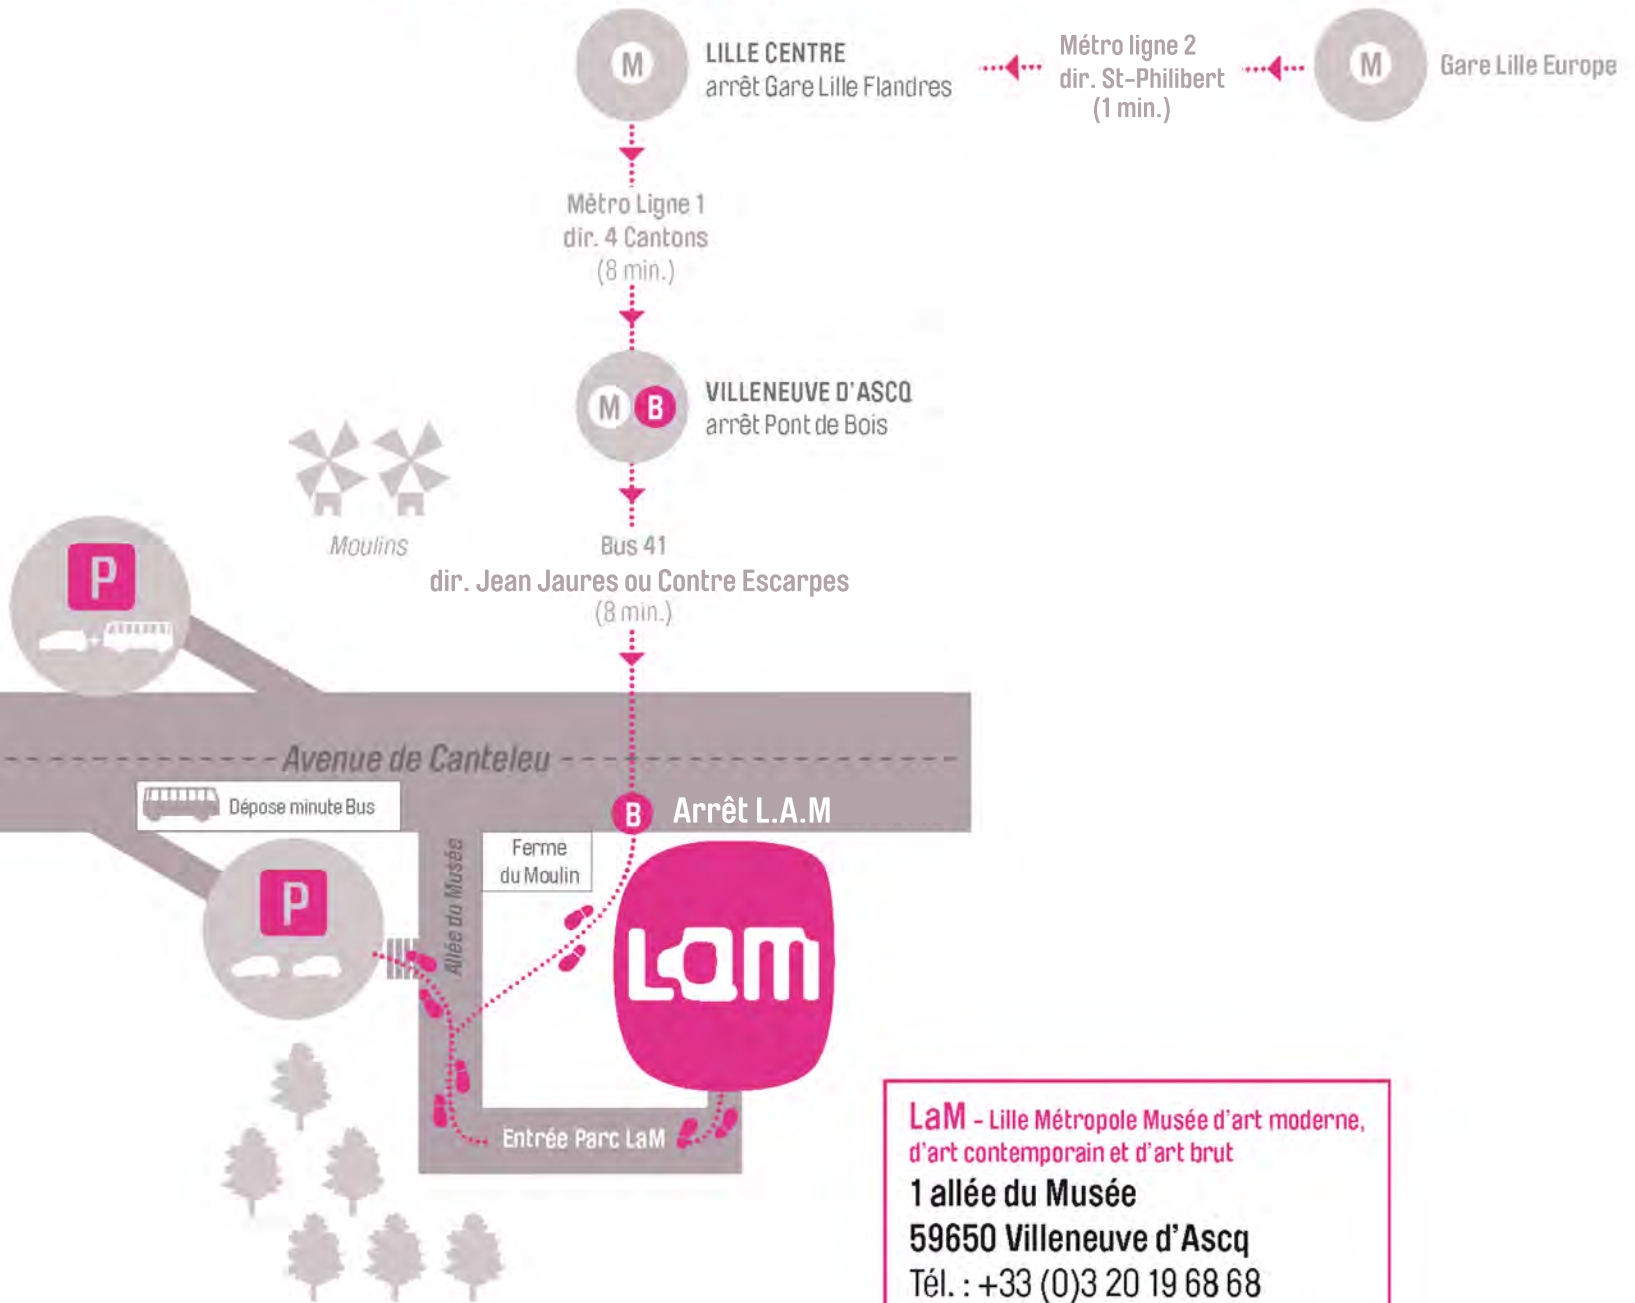 M
LILLE CENTRE
arrêt Gare Lille Flandres
Métro ligne 2
dir. St-Philibert
(1 min.)
M
Gare Lille Europe
Métro Ligne 1
dir. 4 Cantons
(8 min.)
M B
VILLENEUVE D'ASCQ
arrêt Pont de Bois
Moulins
P
Bus 41
dir. Jean Jaures ou Contre Escarpes
(8 min.)
Avenue de Canteleu
Dépose minute Bus
B Arrêt L.A.M
Ferme
du Moulin
Allée du Musée
P
Lam
Entrée Parc LaM
LaM - Lille Métropole Musée d'art moderne,
d'art contemporain et d'art brut
1 allée du Musée
59650 Villeneuve d'Ascq
Tél. : +33 (0)3 20 19 68 68